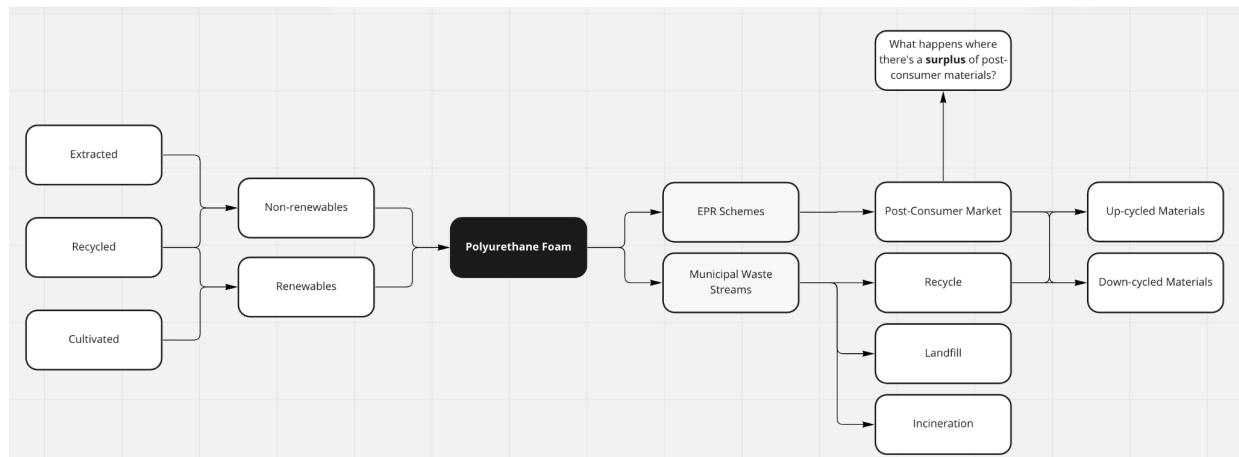 What happens where
there's a surplus of post-
consumer materials?
Extracted
Recycled
Cultivated
Non-renewables
Renewables
Polyurethane Foam
EPR Schemes
Municipal Waste
Streams
Post-Consumer Market
Recycle
Landfill
Incineration
Up-cycled Materials
Down-cycled Materials